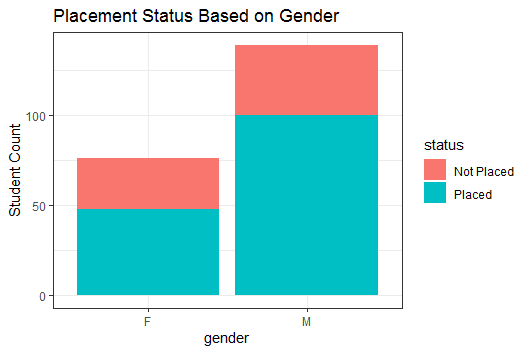 Placement Status Based on Gender
Student Count
100
50
0
F
M
gender
status
Not Placed
Placed